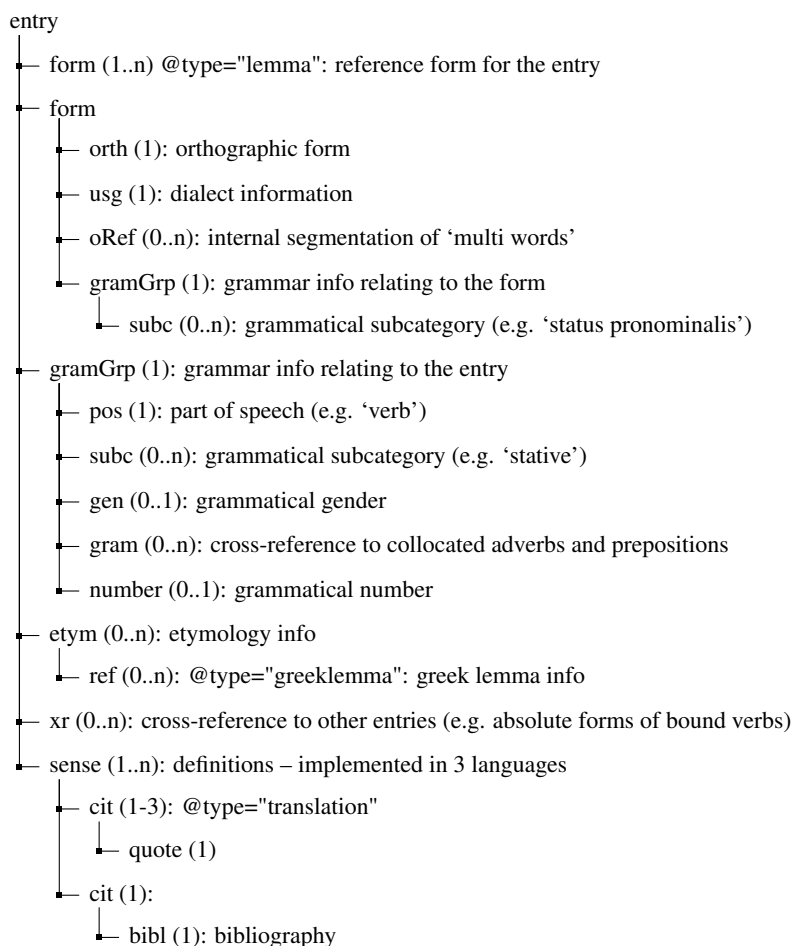 entry
form (1..n) @type="lemma": reference form for the entry
form
orth (1): orthographic form
usg (1): dialect information
oRef (0..n): internal segmentation of ‘multi words’
gramGrp (1): grammar info relating to the form
subc (0..n): grammatical subcategory (e.g. ‘status pronominalis’)
gramGrp (1): grammar info relating to the entry
pos (1): part of speech (e.g. ‘verb’)
subc (0..n): grammatical subcategory (e.g. ‘stative’)
gen (0..1): grammatical gender
gram (0..n): cross-reference to collocated adverbs and prepositions
number (0..1): grammatical number
etym (0..n): etymology info
ref (0..n): @type="greeklemma": greek lemma info
xr (0..n): cross-reference to other entries (e.g. absolute forms of bound verbs)
sense (1..n): definitions – implemented in 3 languages
cit (1-3): @type="translation"
quote (1)
cit (1):
bibl (1): bibliography